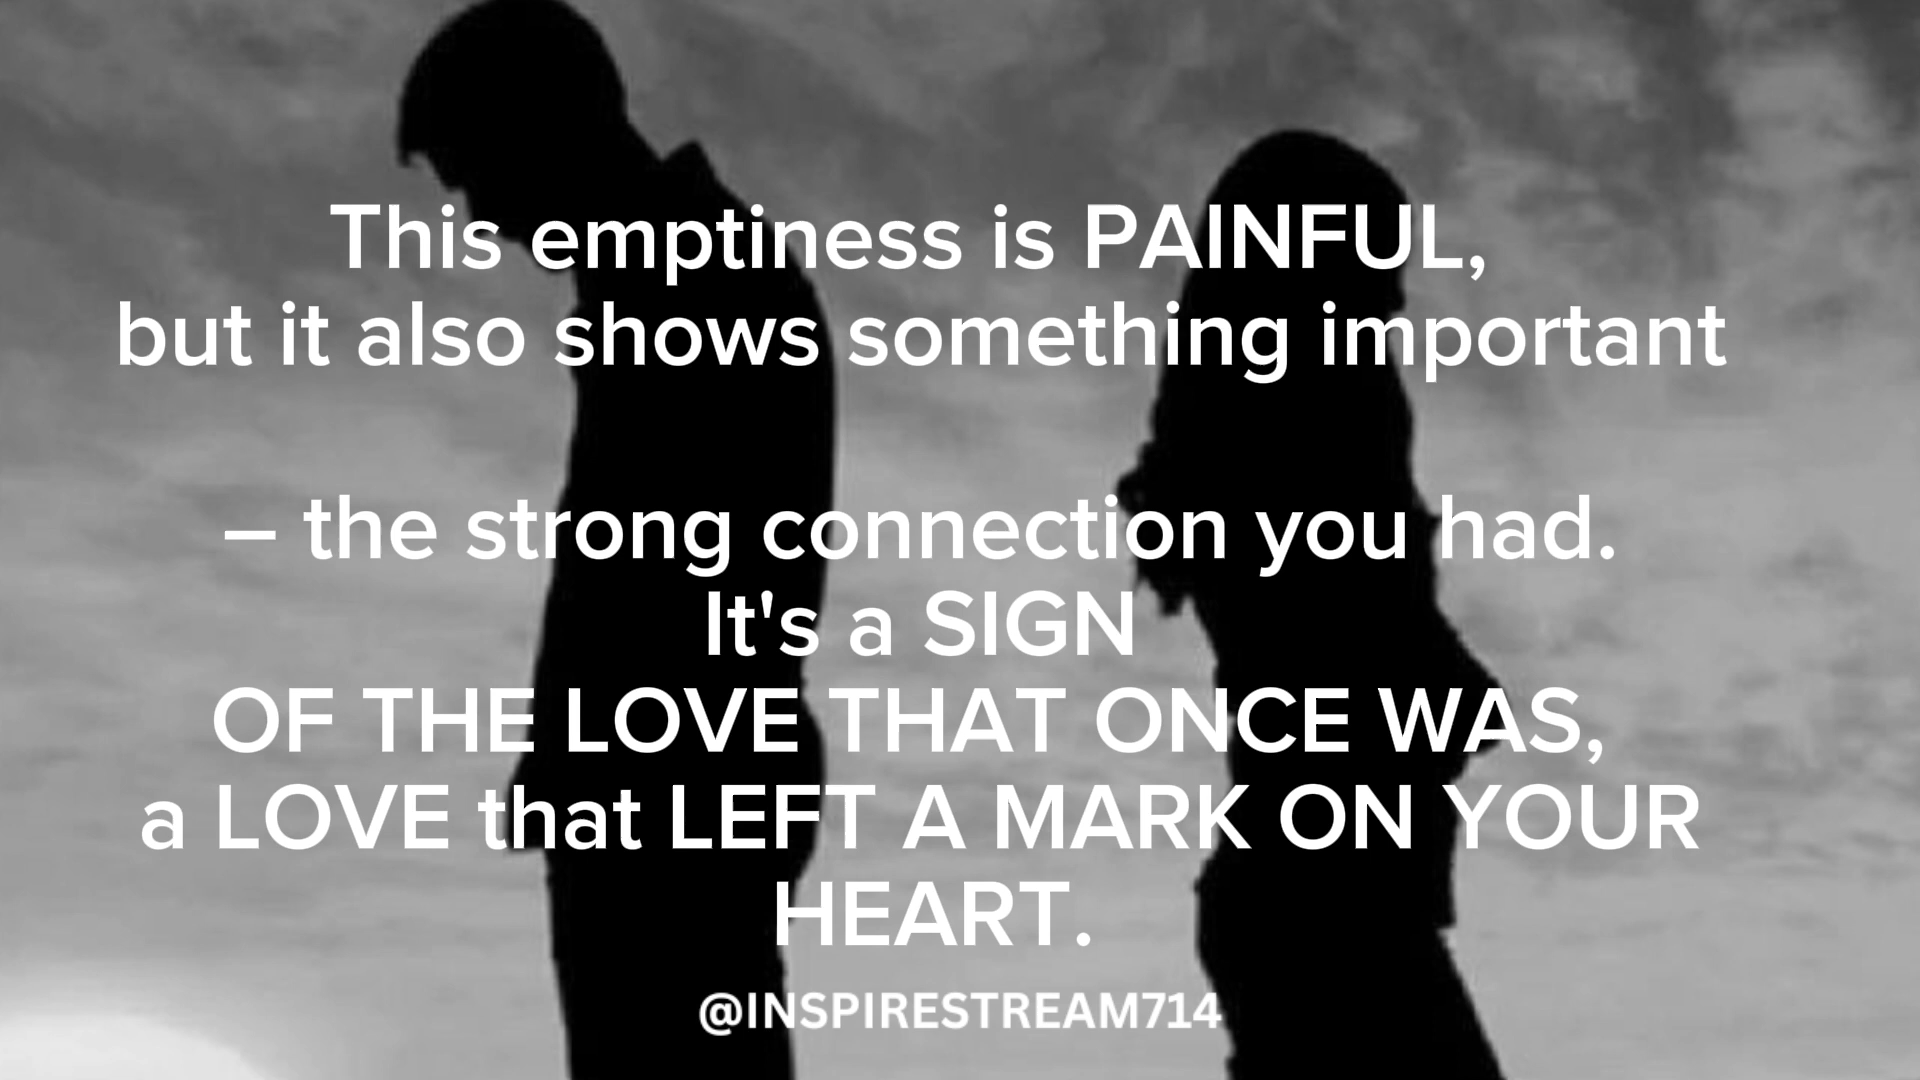 This emptiness is PAINFUL,
but it also shows something important
– the strong connection you had.
It's a SIGN
OF THE LOVE THAT ONCE WAS,
a LOVE that LEFT A MARK ON YOUR
HEART.
@INSPIRESTREAM714